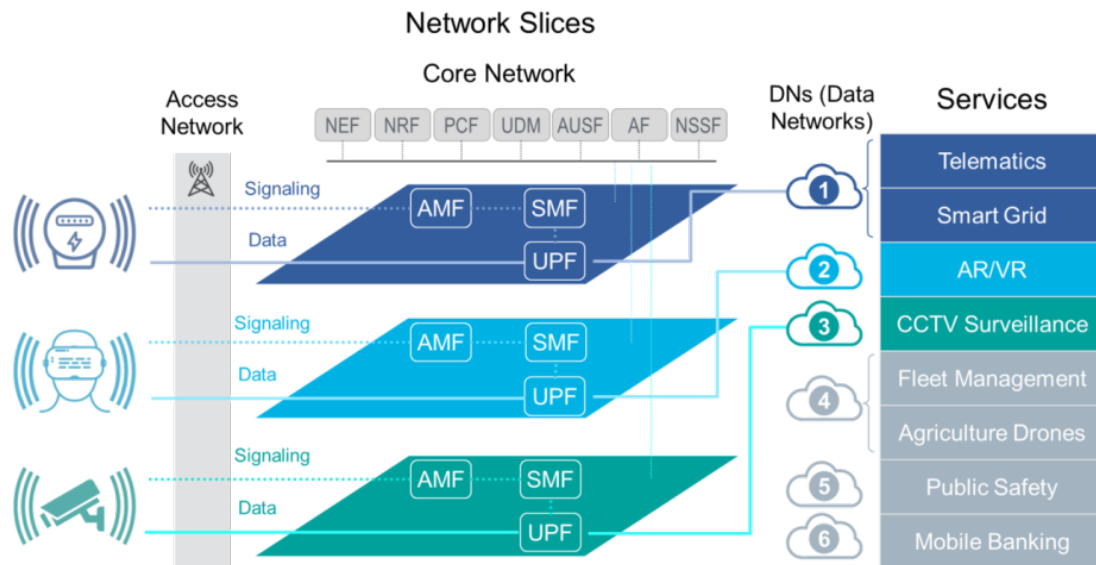 Network Slices
Core Network
Access
Network
DNs (Data
Networks)
Services
NEF
NRF
PCF
UDM
AUSF
AF
NSSF
Signaling
AMF
SMF
Data
UPF
1
Telematics
Smart Grid
2
AR/VR
Signaling
AMF
SMF
Data
UPF
3
CCTV Surveillance
4
Fleet Management
Agriculture Drones
Signaling
AMF
SMF
Data
UPF
5
Public Safety
6
Mobile Banking